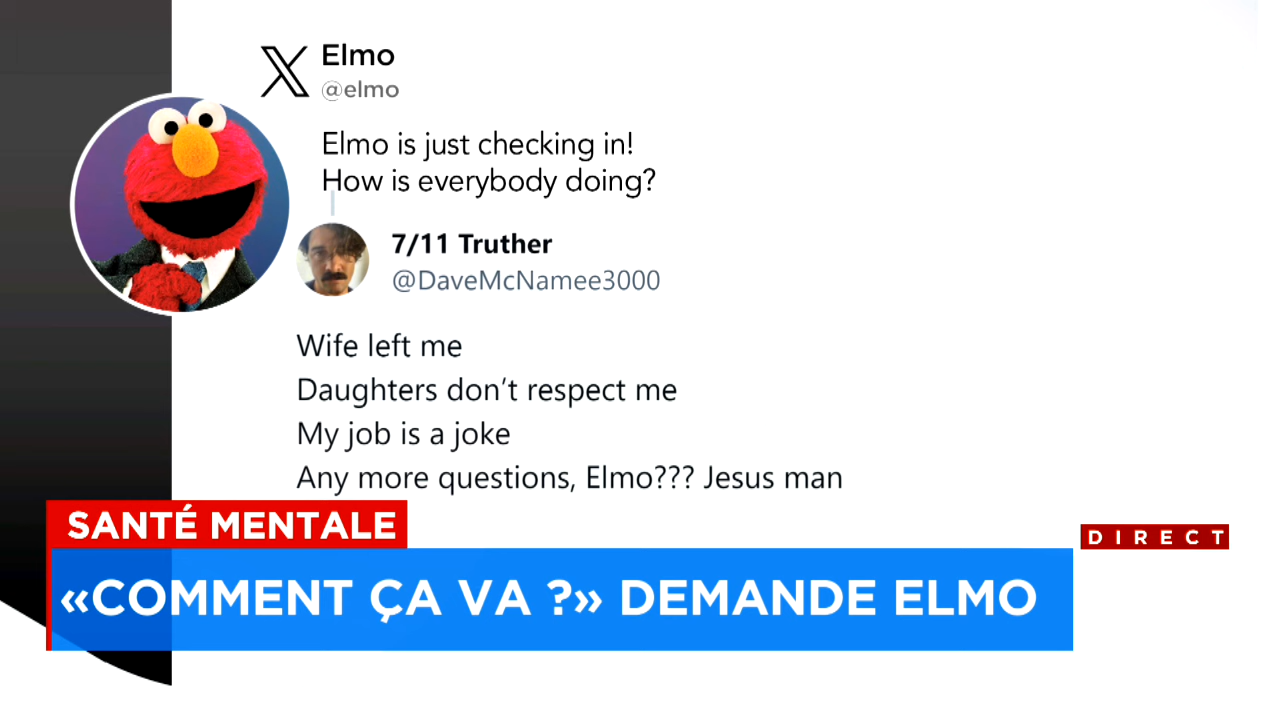 Elmo
@elmo
Elmo is just checking in!
How is everybody doing?
7/11 Truther
@DaveMcNamee3000
Wife left me
Daughters don’t respect me
My job is a joke
Any more questions, Elmo??? Jesus man
SANTÉ MENTALE
DIRECT
«COMMENT ÇA VA ?» DEMANDE ELMO